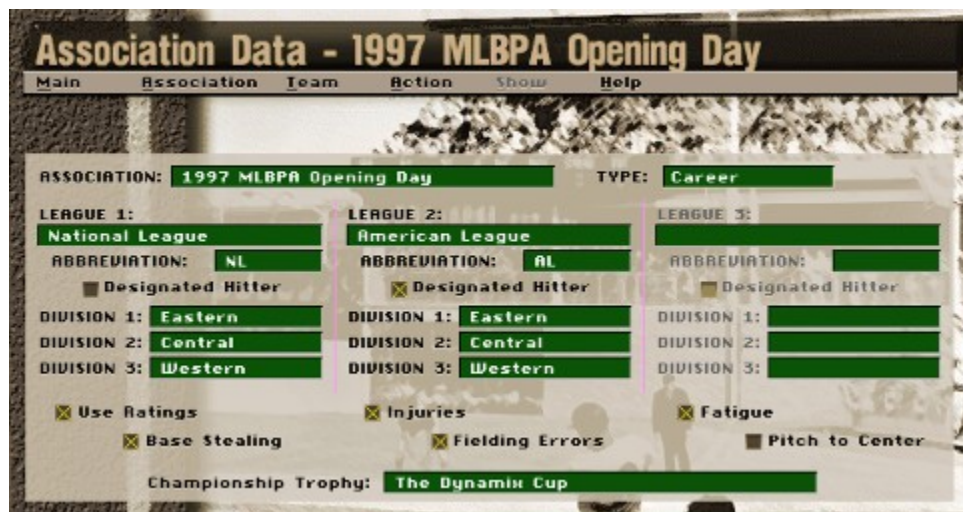 Association Data - 1997 MLBPA Opening Day
Main Association Team Action Show Help
ASSOCIATION: 1997 MLBPA Opening Day TYPE: Career
LEAGUE 1: LEAGUE 2: LEAGUE 3:
National League American League
ABBREVIATION: NL ABBREVIATION: AL ABBREVIATION:
Designated Hitter Designated Hitter Designated Hitter
DIVISION 1: Eastern DIVISION 1: Eastern DIVISION 1:
DIVISION 2: Central DIVISION 2: Central DIVISION 2:
DIVISION 3: Western DIVISION 3: Western DIVISION 3:
Use Ratings Injuries Fatigue
Base Stealing Fielding Errors Pitch to Center
Championship Trophy: The Dynamix Cup